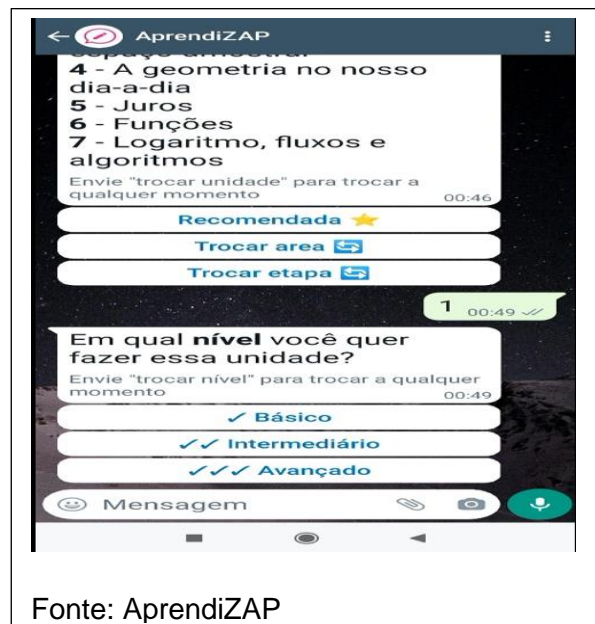 AprendiZAP
espaço amostral
4 - A geometria no nosso
dia-a-dia
5 - Juros
6 - Funções
7 - Logaritmo, fluxos e
algoritmos
Envie "trocar unidade" para trocar a
qualquer momento
00:46
Recomendada
Trocar area
Trocar etapa
1 00:49
Em qual nível você quer
fazer essa unidade?
Envie "trocar nível" para trocar a qualquer
momento
00:49
✓ Básico
✓✓ Intermediário
✓✓✓ Avançado
Mensagem
Fonte: AprendiZAP